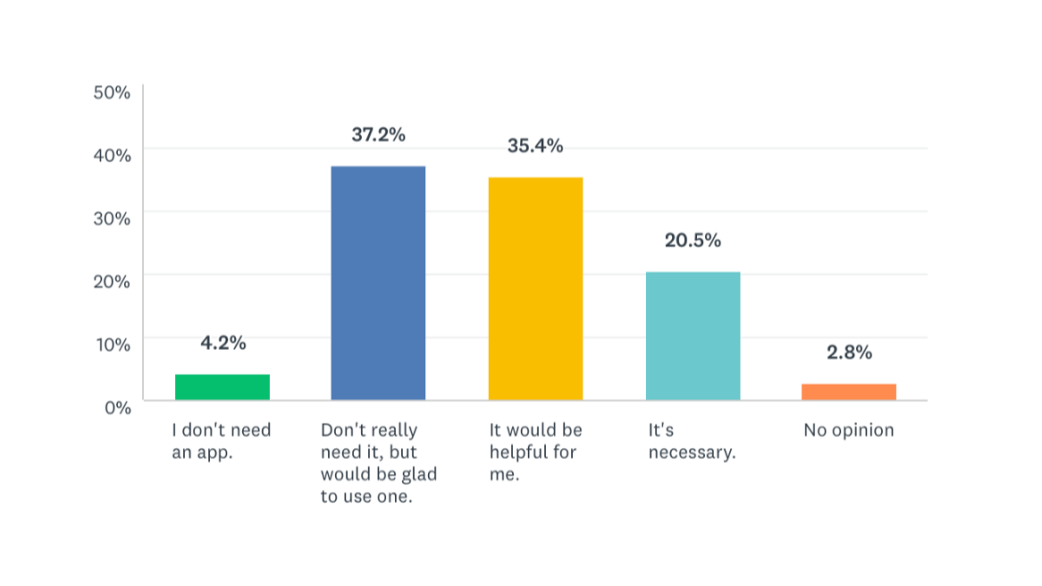 50%
37.2%
40%
35.4%
30%
20.5%
20%
10%
4.2%
2.8%
0%
I don't need
an app.
Don't really
need it, but
would be glad
to use one.
It would be
helpful for
me.
It's
necessary.
No opinion